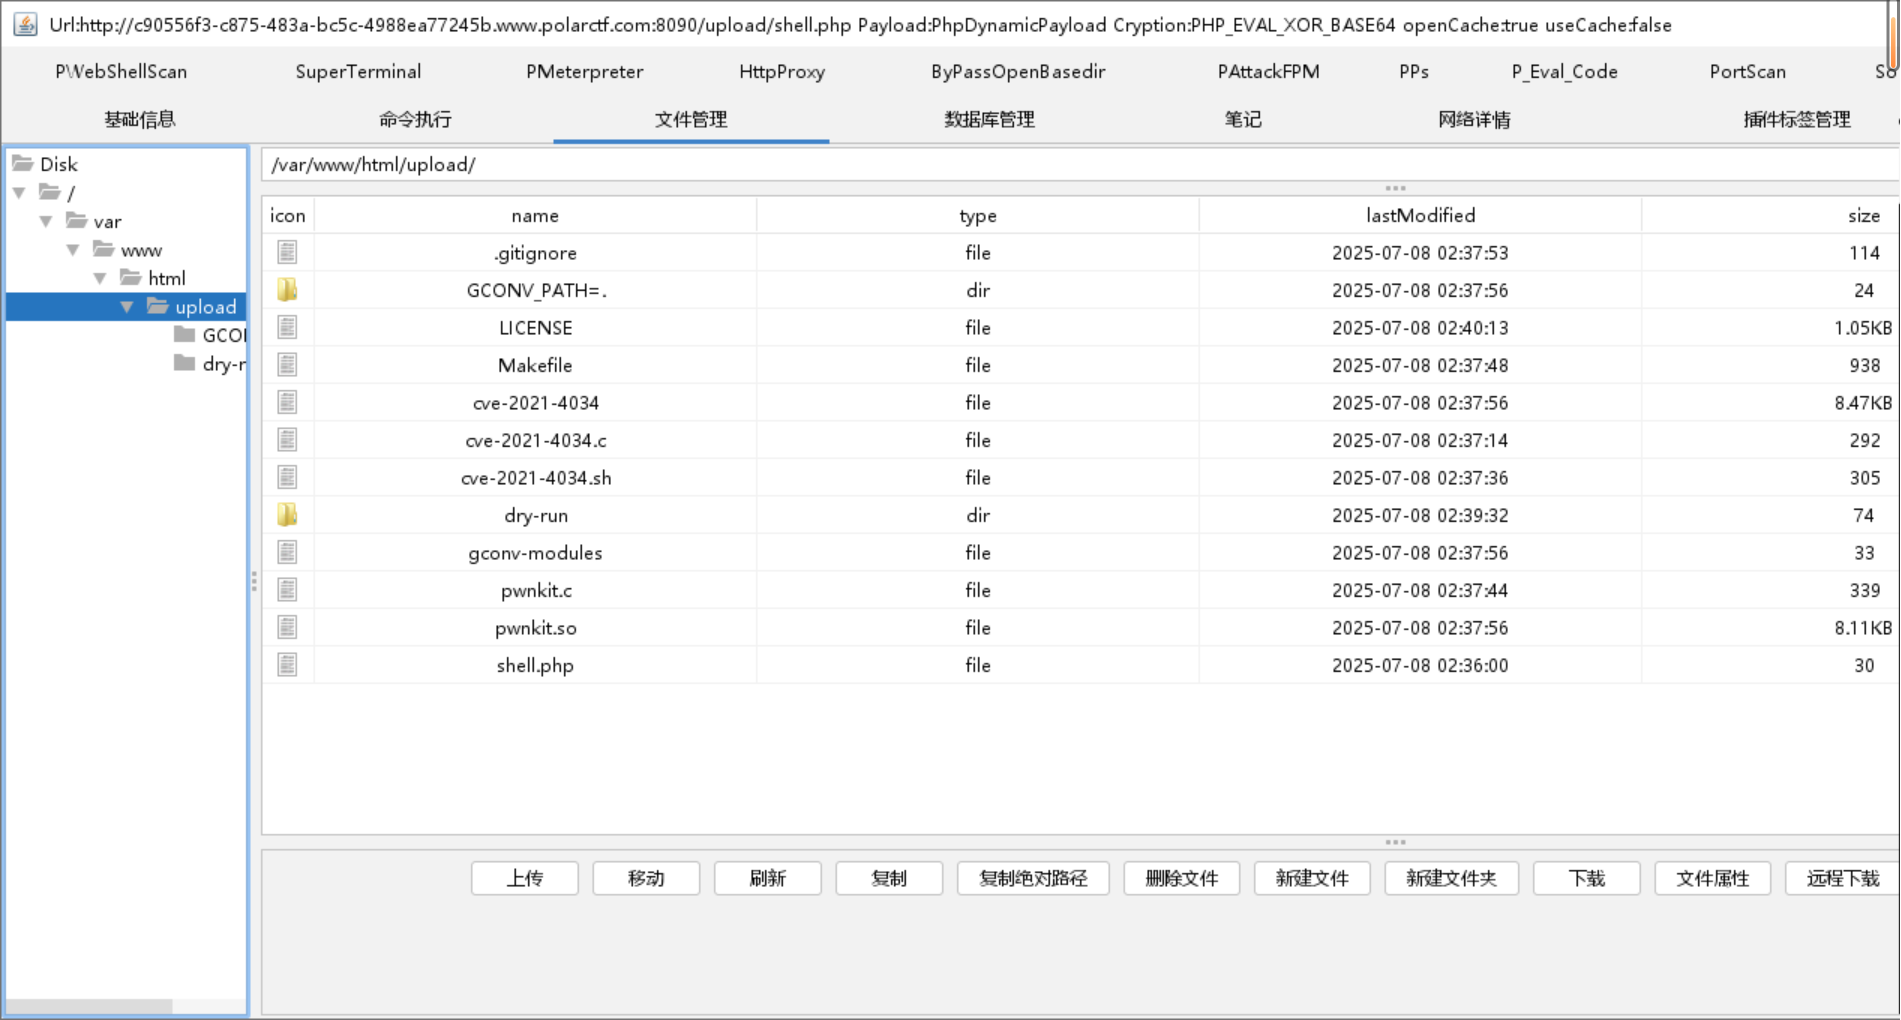 Url:http://c90556f3-c875-483a-bc5c-4988ea77245b.www.polarctf.com:8090/upload/shell.php Payload:PhpDynamicPayload Cryption:PHP_EVAL_XOR_BASE64 openCache:true useCache:false
PWebShellScan SuperTerminal PMeterpreter HttpProxy ByPassOpenBasedir PAttackFPM PPs P_Eval_Code PortScan
基础信息 命令执行 文件管理 数据库管理 笔记 网络详情 插件标签管理
Disk
/
var
www
html
upload
GCO
dry-r
/var/www/html/upload/
icon name type lastModified size
.gitignore file 2025-07-08 02:37:53 114
GCONV_PATH=. dir 2025-07-08 02:37:56 24
LICENSE file 2025-07-08 02:40:13 1.05KB
Makefile file 2025-07-08 02:37:48 938
cve-2021-4034 file 2025-07-08 02:37:56 8.47KB
cve-2021-4034.c file 2025-07-08 02:37:14 292
cve-2021-4034.sh file 2025-07-08 02:37:36 305
dry-run dir 2025-07-08 02:39:32 74
gconv-modules file 2025-07-08 02:37:56 33
pwnkit.c file 2025-07-08 02:37:44 339
pwnkit.so file 2025-07-08 02:37:56 8.11KB
shell.php file 2025-07-08 02:36:00 30
上传 移动 刷新 复制 复制绝对路径 删除文件 新建文件 新建文件夹 下载 文件属性 远程下载